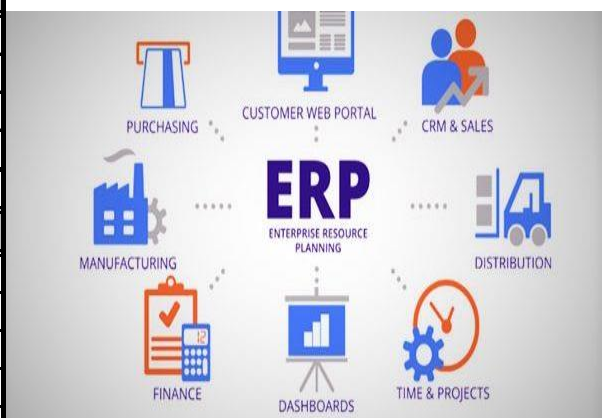 CUSTOMER WEB PORTAL
PURCHASING
CRM & SALES
ERP
ENTERPRISE RESOURCE
PLANNING
MANUFACTURING
DISTRIBUTION
12
FINANCE
DASHBOARDS
TIME & PROJECTS